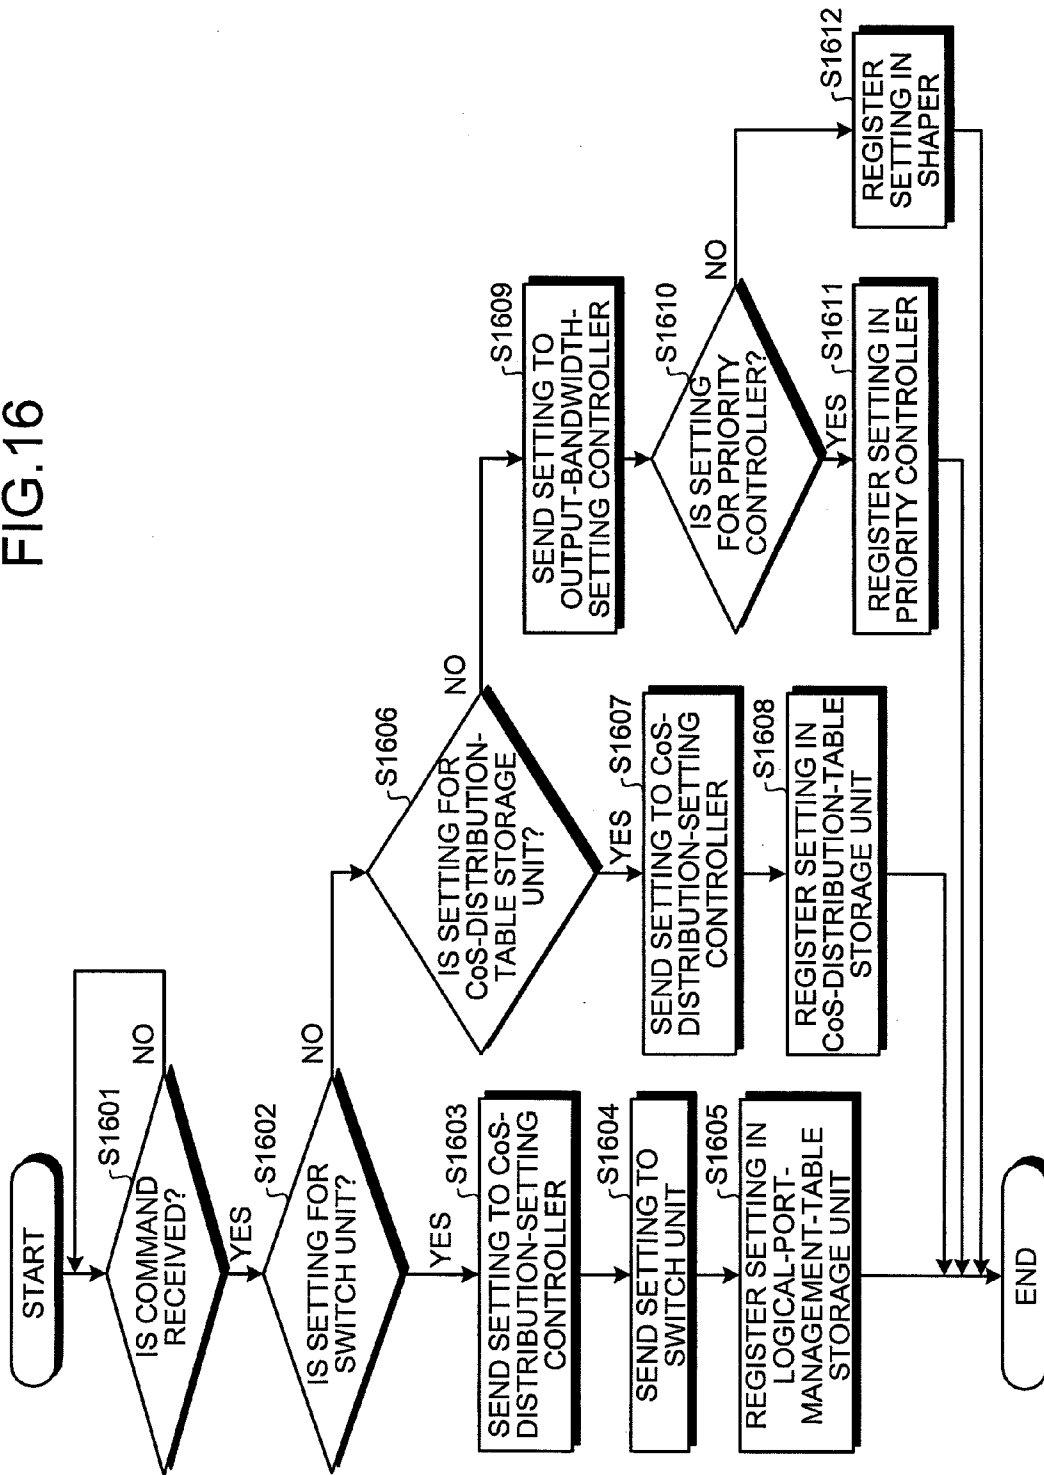 FIG.16
START
S1601
IS COMMAND
RECEIVED?
NO
YES
S1602
IS SETTING FOR
SWITCH UNIT?
NO
YES
S1603
SEND SETTING TO CoS-
DISTRIBUTION-SETTING
CONTROLLER
S1604
SEND SETTING TO
SWITCH UNIT
S1605
REGISTER SETTING IN
LOGICAL-PORT-
MANAGEMENT-TABLE
STORAGE UNIT
S1606
IS SETTING FOR
CoS-DISTRIBUTION-
TABLE STORAGE
UNIT?
NO
YES
S1607
SEND SETTING TO CoS-
DISTRIBUTION-SETTING
CONTROLLER
S1608
REGISTER SETTING IN
CoS-DISTRIBUTION-TABLE
STORAGE UNIT
S1609
SEND SETTING TO
OUTPUT-BANDWIDTH-
SETTING CONTROLLER
S1610
IS SETTING
FOR PRIORITY
CONTROLLER?
NO
YES
S1611
REGISTER SETTING IN
PRIORITY CONTROLLER
S1612
REGISTER
SETTING IN
SHAPER
END